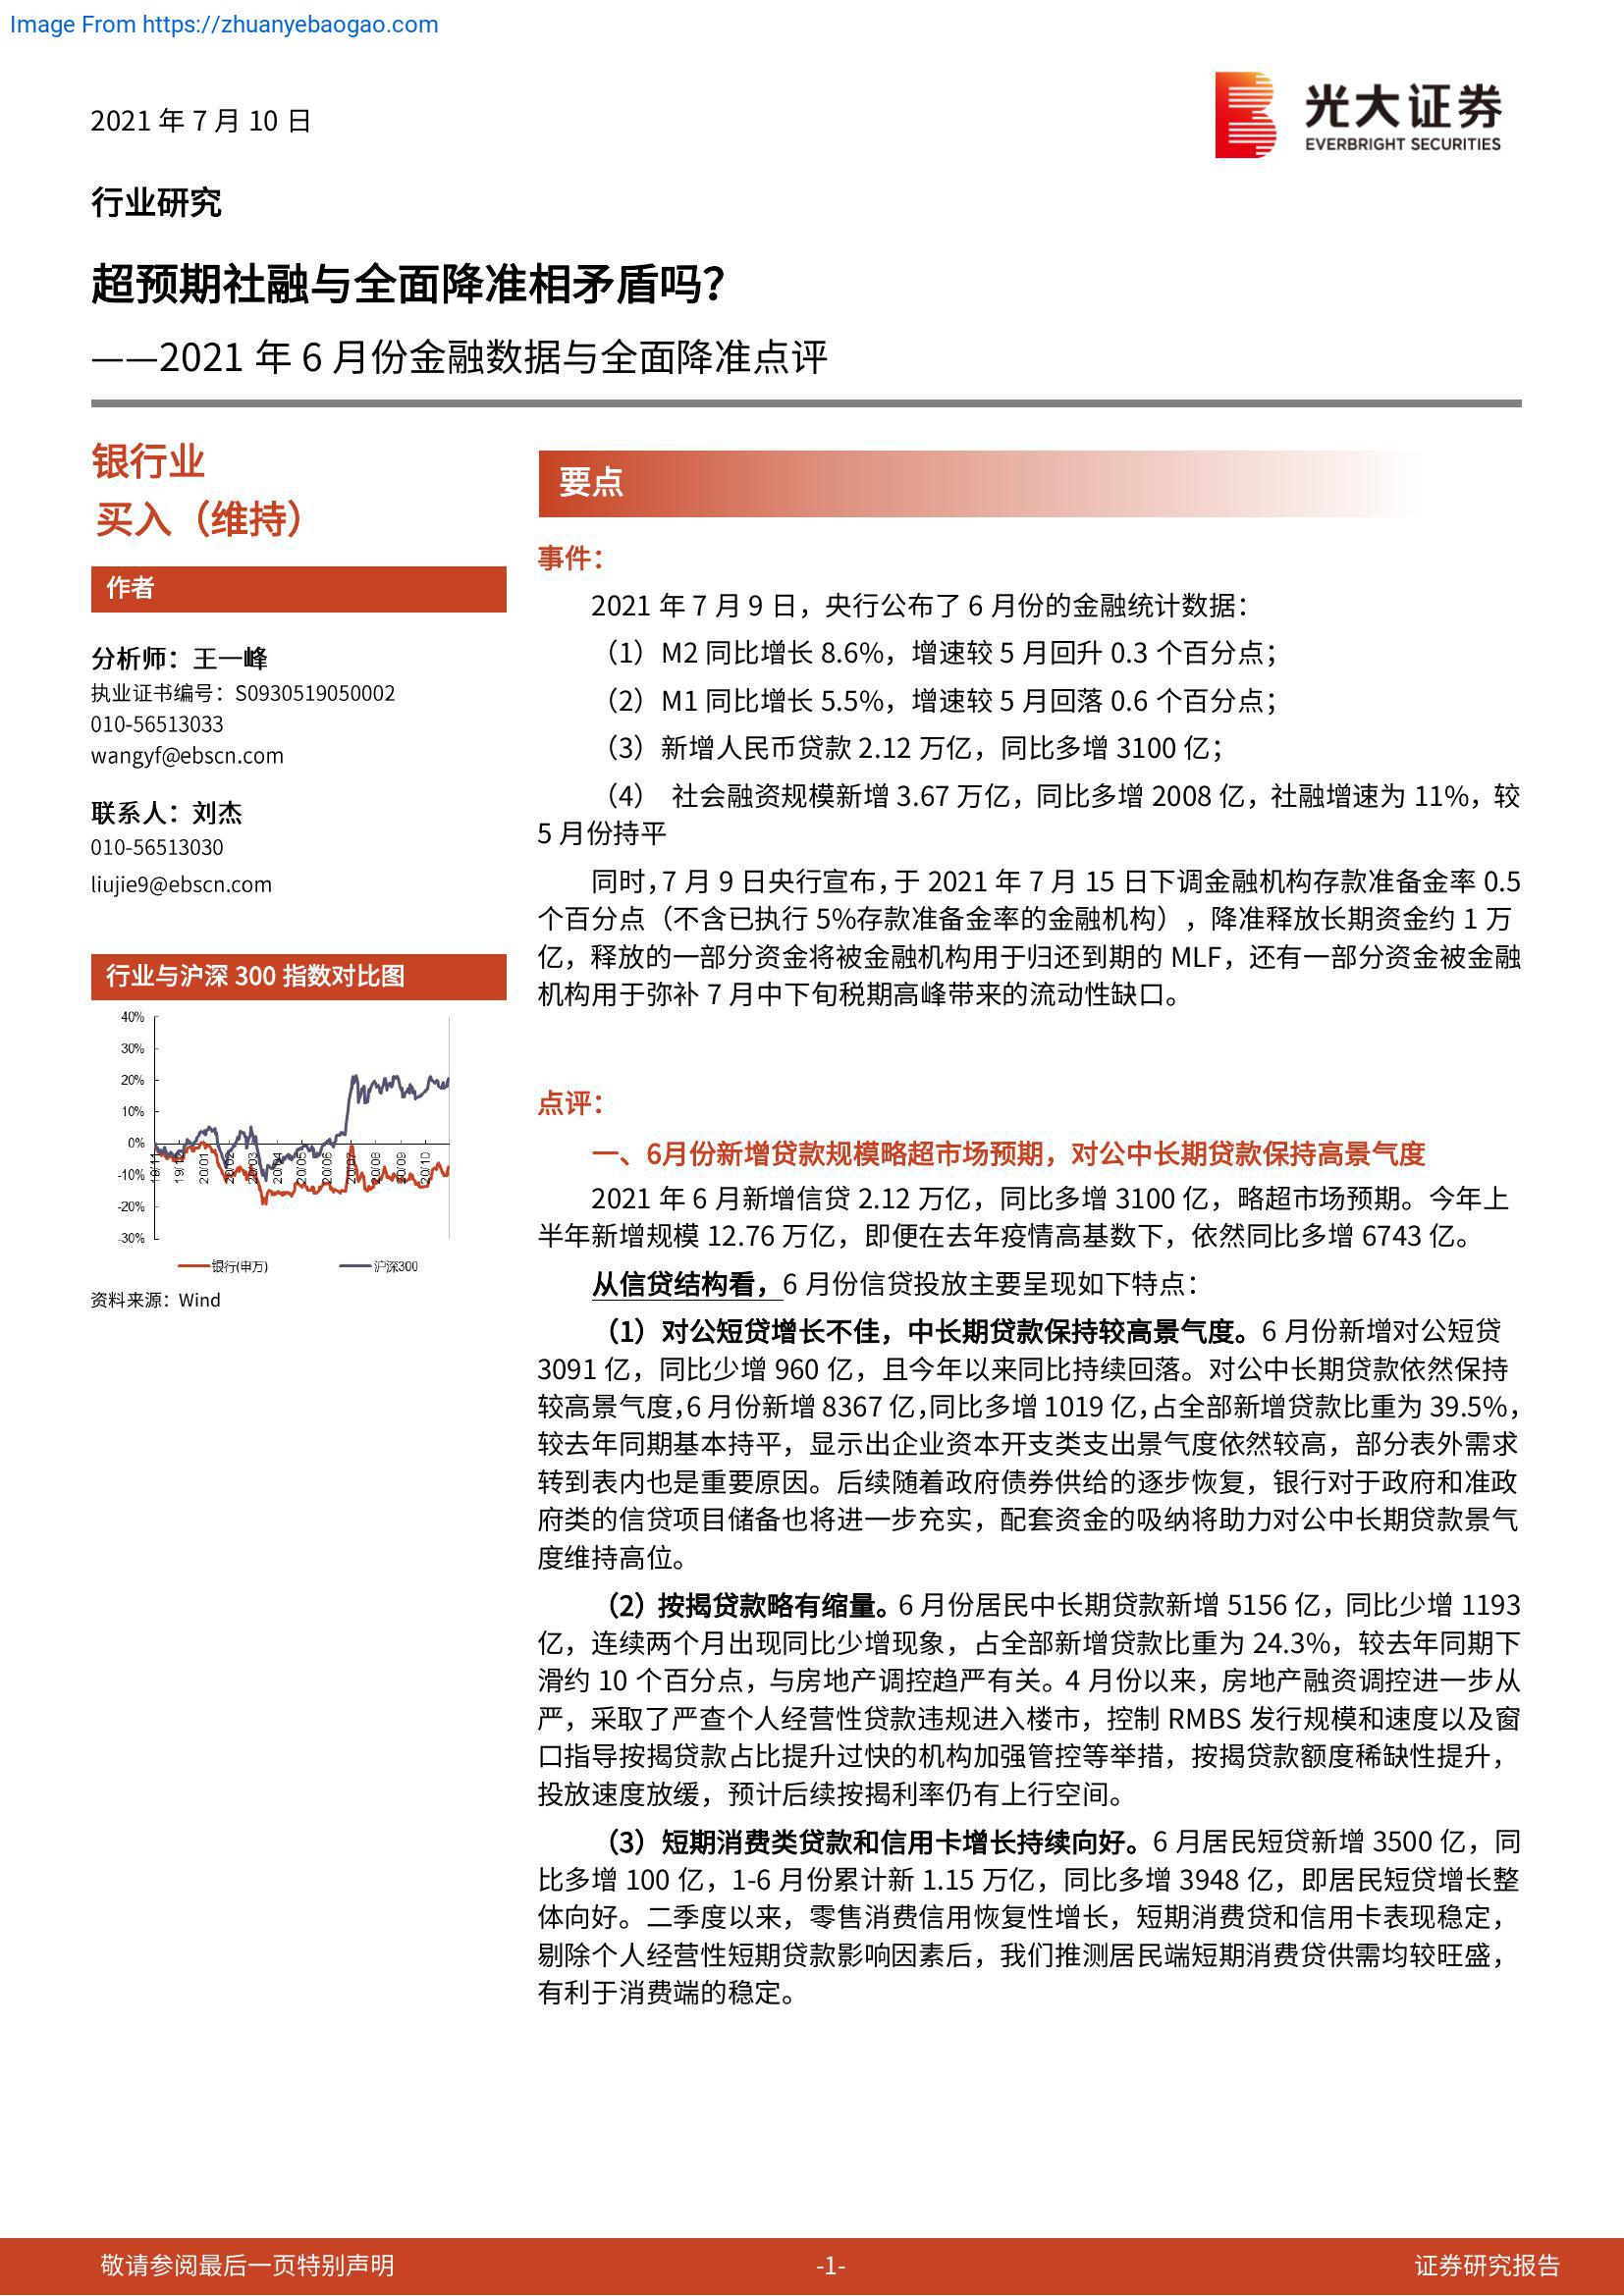 Image From https://zhuanyebaogao.com
2021 年 7 月 10 日
光大证券
EVERBRIGHT SECURITIES
行业研究
超预期社融与全面降准相矛盾吗？
——2021 年 6 月份金融数据与全面降准点评
银行业
买入（维持）
作者
分析师：王一峰
执业证书编号：S0930519050002
010-56513033
wangyf@ebscn.com
联系人：刘杰
010-56513030
liujie9@ebscn.com
行业与沪深 300 指数对比图
40%
30%
20%
10%
0%
-10%
-20%
-30%
19/12 20/01 20/02 20/03 20/04 20/05 20/06 20/07 20/08 20/09 20/10
银行(申万) 沪深300
资料来源：Wind
要点
事件：
2021 年 7 月 9 日，央行公布了 6 月份的金融统计数据：
（1）M2 同比增长 8.6%，增速较 5 月回升 0.3 个百分点；
（2）M1 同比增长 5.5%，增速较 5 月回落 0.6 个百分点；
（3）新增人民币贷款 2.12 万亿，同比多增 3100 亿；
（4） 社会融资规模新增 3.67 万亿，同比多增 2008 亿，社融增速为 11%，较
5 月份持平
同时，7 月 9 日央行宣布，于 2021 年 7 月 15 日下调金融机构存款准备金率 0.5
个百分点（不含已执行 5%存款准备金率的金融机构），降准释放长期资金约 1 万
亿，释放的一部分资金将被金融机构用于归还到期的 MLF，还有一部分资金被金融
机构用于弥补 7 月中下旬税期高峰带来的流动性缺口。
点评：
一、6月份新增贷款规模略超市场预期，对公中长期贷款保持高景气度
2021 年 6 月新增信贷 2.12 万亿，同比多增 3100 亿，略超市场预期。今年上
半年新增规模 12.76 万亿，即便在去年疫情高基数下，依然同比多增 6743 亿。
从信贷结构看，6 月份信贷投放主要呈现如下特点：
（1）对公短贷增长不佳，中长期贷款保持较高景气度。6 月份新增对公短贷
3091 亿，同比少增 960 亿，且今年以来同比持续回落。对公中长期贷款依然保持
较高景气度，6 月份新增 8367 亿，同比多增 1019 亿，占全部新增贷款比重为 39.5%，
较去年同期基本持平，显示出企业资本开支类支出景气度依然较高，部分表外需求
转到表内也是重要原因。后续随着政府债券供给的逐步恢复，银行对于政府和准政
府类的信贷项目储备也将进一步充实，配套资金的吸纳将助力对公中长期贷款景气
度维持高位。
（2）按揭贷款略有缩量。6 月份居民中长期贷款新增 5156 亿，同比少增 1193
亿，连续两个月出现同比少增现象，占全部新增贷款比重为 24.3%，较去年同期下
滑约 10 个百分点，与房地产调控趋严有关。4 月份以来，房地产融资调控进一步从
严，采取了严查个人经营性贷款违规进入楼市，控制 RMBS 发行规模和速度以及窗
口指导按揭贷款占比提升过快的机构加强管控等举措，按揭贷款额度稀缺性提升，
投放速度放缓，预计后续按揭利率仍有上行空间。
（3）短期消费类贷款和信用卡增长持续向好。6 月居民短贷新增 3500 亿，同
比多增 100 亿，1-6 月份累计新 1.15 万亿，同比多增 3948 亿，即居民短贷增长整
体向好。二季度以来，零售消费信用恢复性增长，短期消费贷和信用卡表现稳定，
剔除个人经营性短期贷款影响因素后，我们推测居民端短期消费贷供需均较旺盛，
有利于消费端的稳定。
敬请参阅最后一页特别声明
-1-
证券研究报告